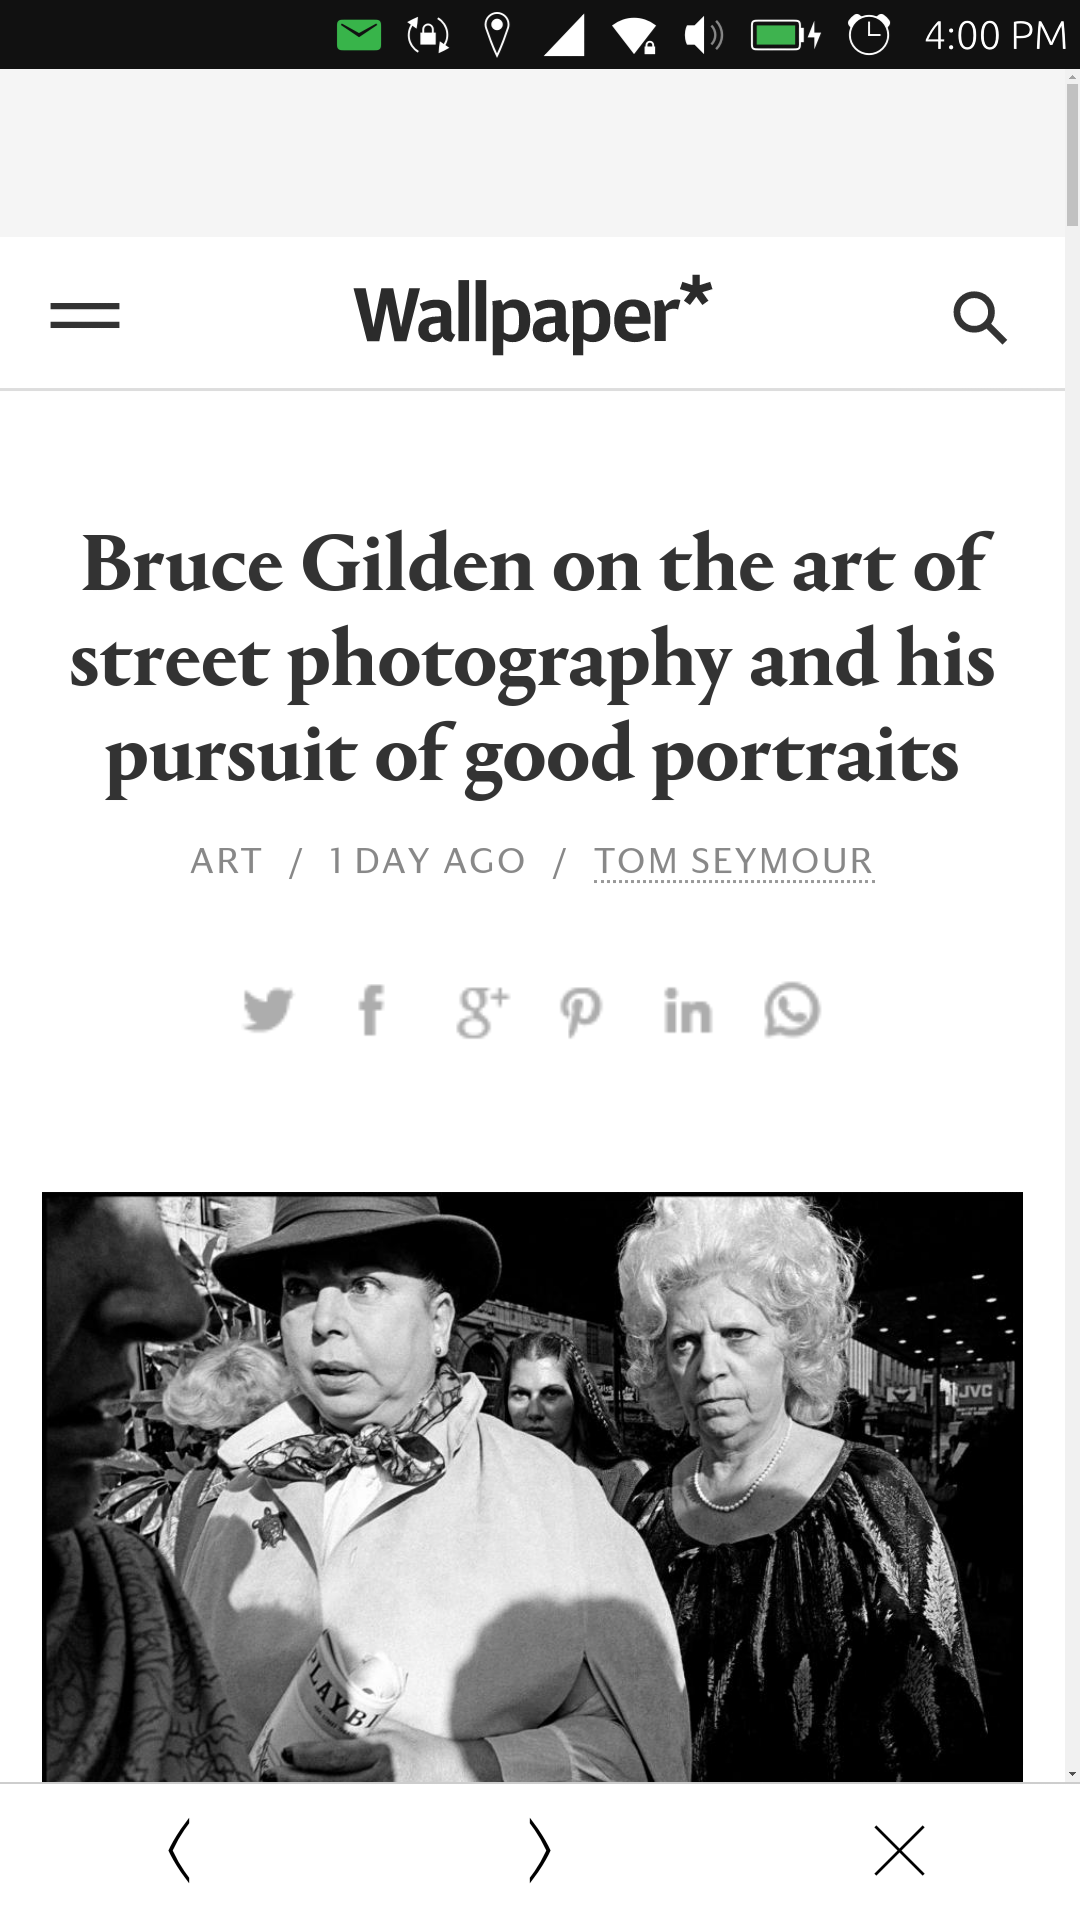 4:00 PM
Wallpaper*
Bruce Gilden on the art of
street photography and his
pursuit of good portraits
ART / 1 DAY AGO / TOM SEYMOUR
JVC
PLAYBI